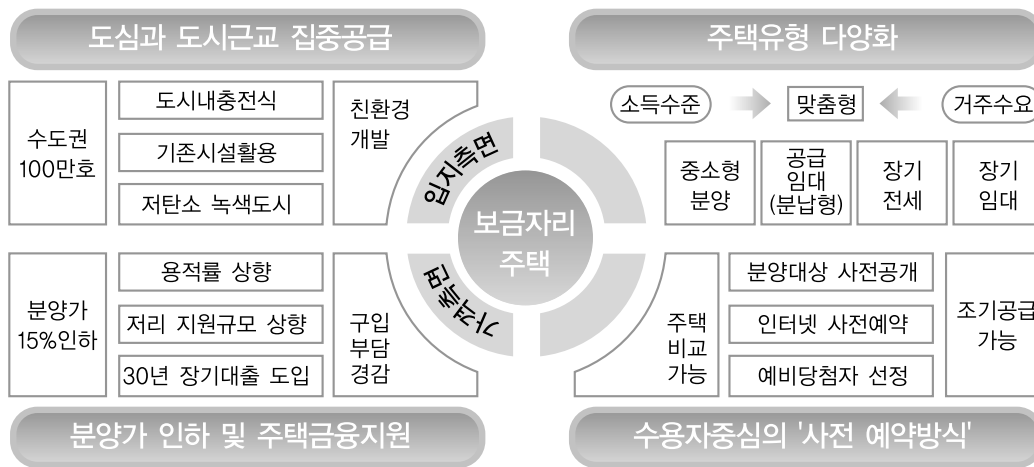 도심과 도시근교 집중공급
수도권
100만호
도시내충전식
기존시설활용
저탄소 녹색도시
친환경
개발
주택유형 다양화
소득수준
맞춤형
거주수요
중소형
분양
공급
임대
(분납형)
장기
전세
장기
임대
입지측면
보금자리
주택
가격측면
분양가
15%인하
용적률 상향
저리 지원규모 상향
30년 장기대출 도입
구입
부담
경감
분양가 인하 및 주택금융지원
주택
비교
가능
분양대상 사전공개
인터넷 사전예약
예비당첨자 선정
조기공급
가능
수용자중심의 '사전 예약방식'